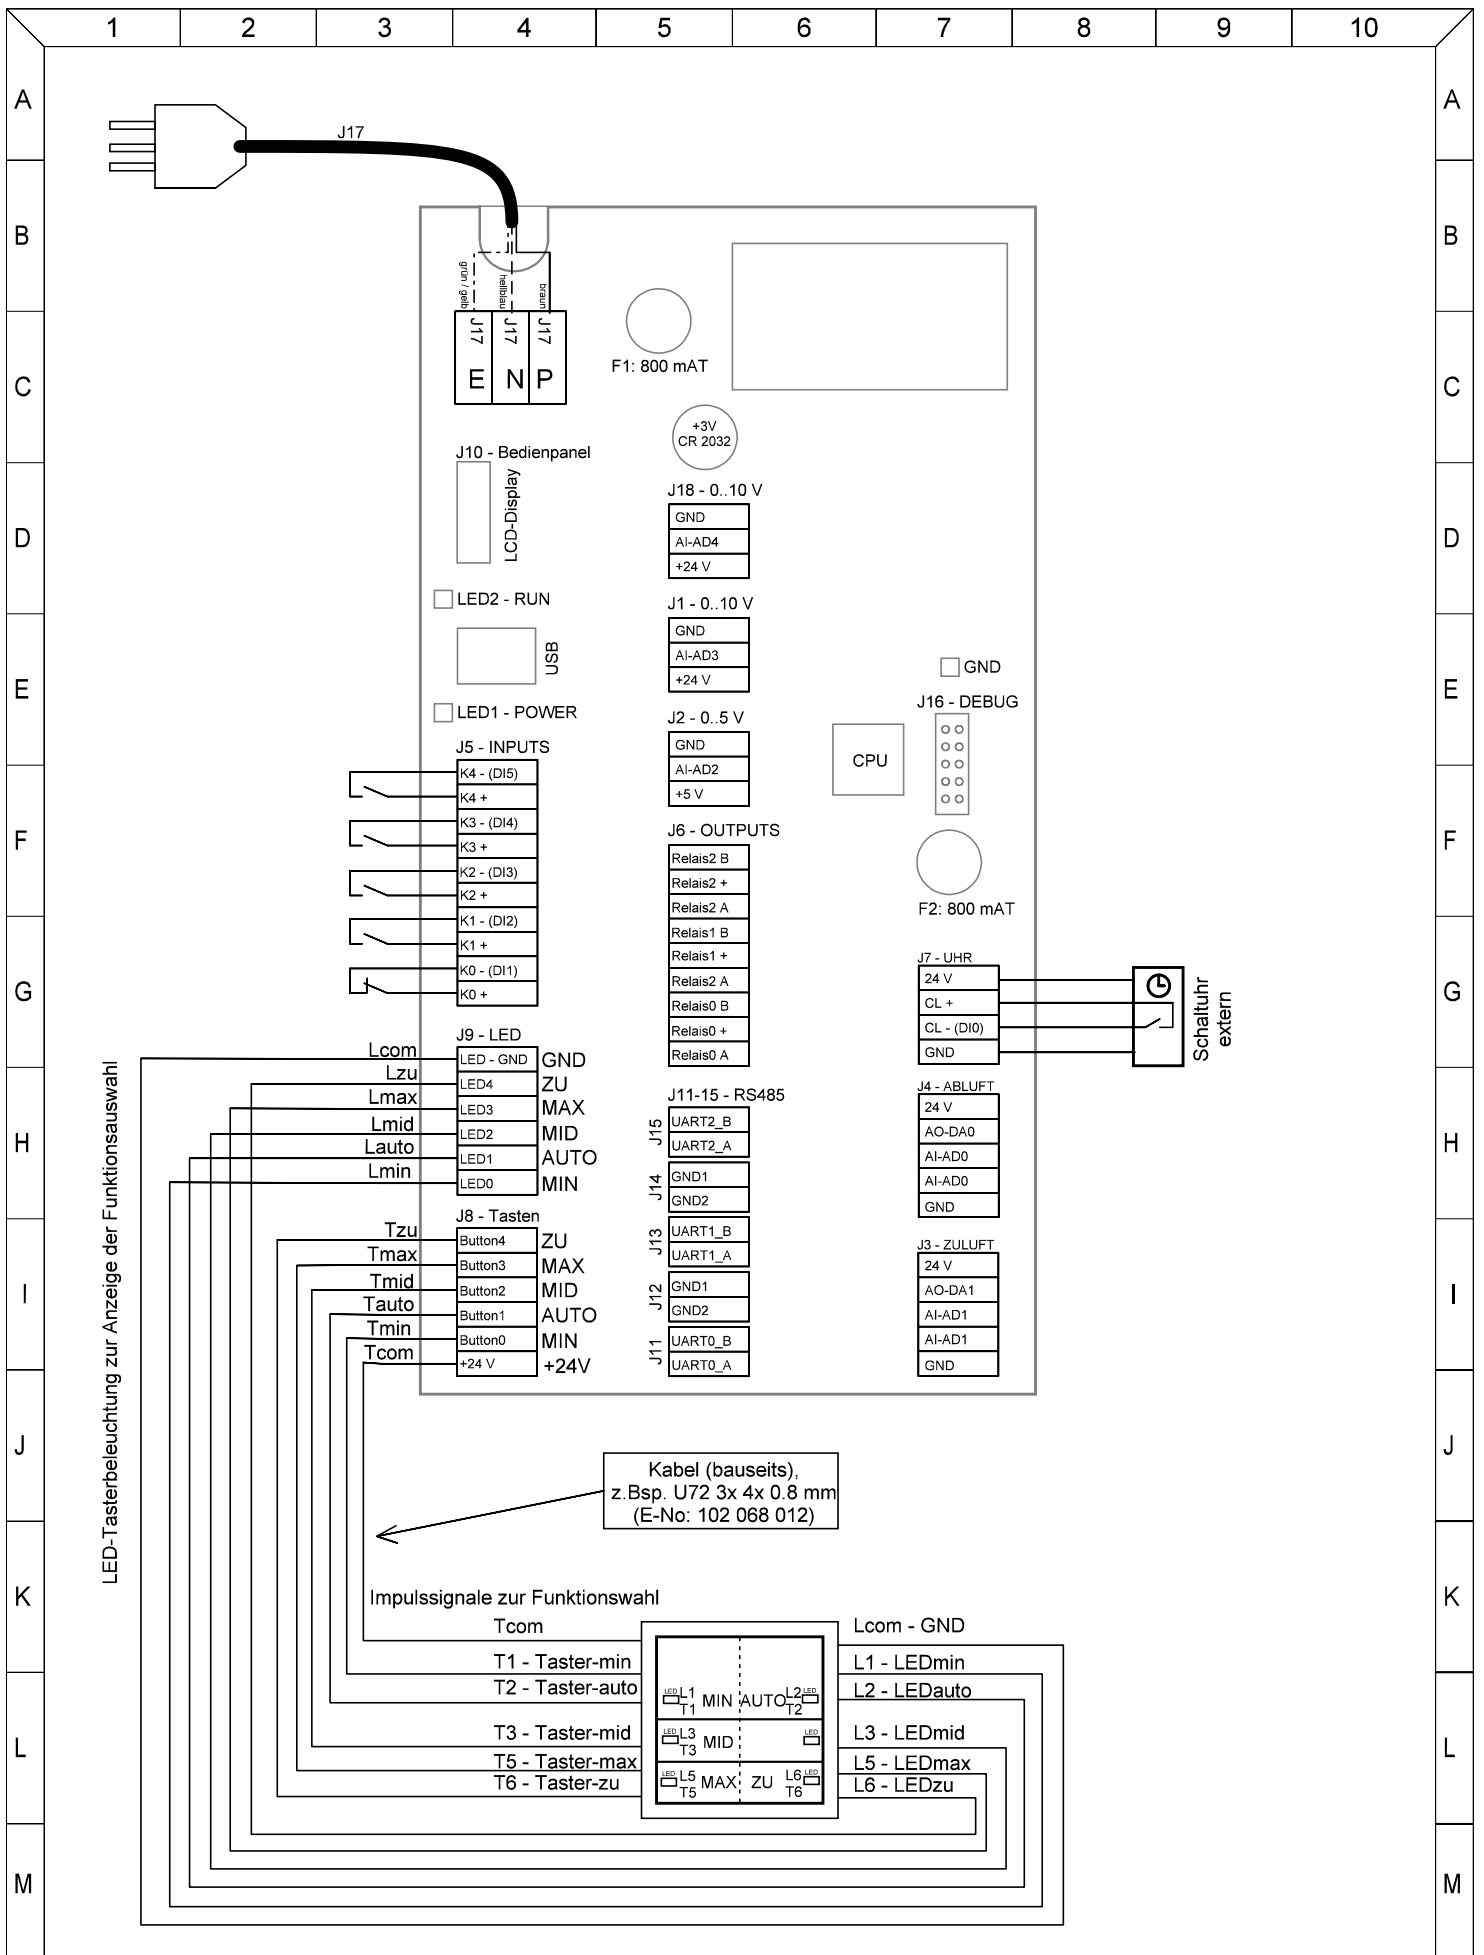 1 2 3 4 5 6 7 8 9 10
A
B
C
D
E
F
G
H
I
J
K
L
M
A
B
C
D
E
F
G
H
I
J
K
L
M
J17
grün / gelb
hellblau
braun
J17 J17 J17
E N P
F1: 800 mAT
+3V
CR 2032
J10 - Bedienpanel
LCD-Display
LED2 - RUN
USB
LED1 - POWER
J5 - INPUTS
K4 - (DI5)
K4 +
K3 - (DI4)
K3 +
K2 - (DI3)
K2 +
K1 - (DI2)
K1 +
K0 - (DI1)
K0 +
J9 - LED
Lcom LED - GND GND
Lzu LED4 ZU
Lmax LED3 MAX
Lmid LED2 MID
Lauto LED1 AUTO
Lmin LED0 MIN
J8 - Tasten
Tzu Button4 ZU
Tmax Button3 MAX
Tmid Button2 MID
Tauto Button1 AUTO
Tmin Button0 MIN
Tcom +24 V +24V
J18 - 0..10 V
GND
AI-AD4
+24 V
J1 - 0..10 V
GND
AI-AD3
+24 V
J2 - 0..5 V
GND
AI-AD2
+5 V
J6 - OUTPUTS
Relais2 B
Relais2 +
Relais2 A
Relais1 B
Relais1 +
Relais2 A
Relais0 B
Relais0 +
Relais0 A
J11-15 - RS485
J15
UART2_B
UART2_A
J14
GND1
GND2
J13
UART1_B
UART1_A
J12
GND1
GND2
J11
UART0_B
UART0_A
GND
J16 - DEBUG
CPU
F2: 800 mAT
J7 - UHR
24 V
CL +
CL - (DI0)
GND
Schaltuhr
extern
J4 - ABLUFT
24 V
AO-DA0
AI-AD0
AI-AD0
GND
J3 - ZULUFT
24 V
AO-DA1
AI-AD1
AI-AD1
GND
LED-Tasterbeleuchtung zur Anzeige der Funktionsauswahl
Kabel (bauseits),
z.Bsp. U72 3x 4x 0.8 mm
(E-No: 102 068 012)
Impulssignale zur Funktionswahl
Tcom
T1 - Taster-min
T2 - Taster-auto
T3 - Taster-mid
T5 - Taster-max
T6 - Taster-zu
LED L1 T1 MIN AUTO L2 T2 LED
LED L3 T3 MID LED
LED L5 T5 MAX ZU L6 T6 LED
Lcom - GND
L1 - LEDmin
L2 - LEDauto
L3 - LEDmid
L5 - LEDmax
L6 - LEDzu